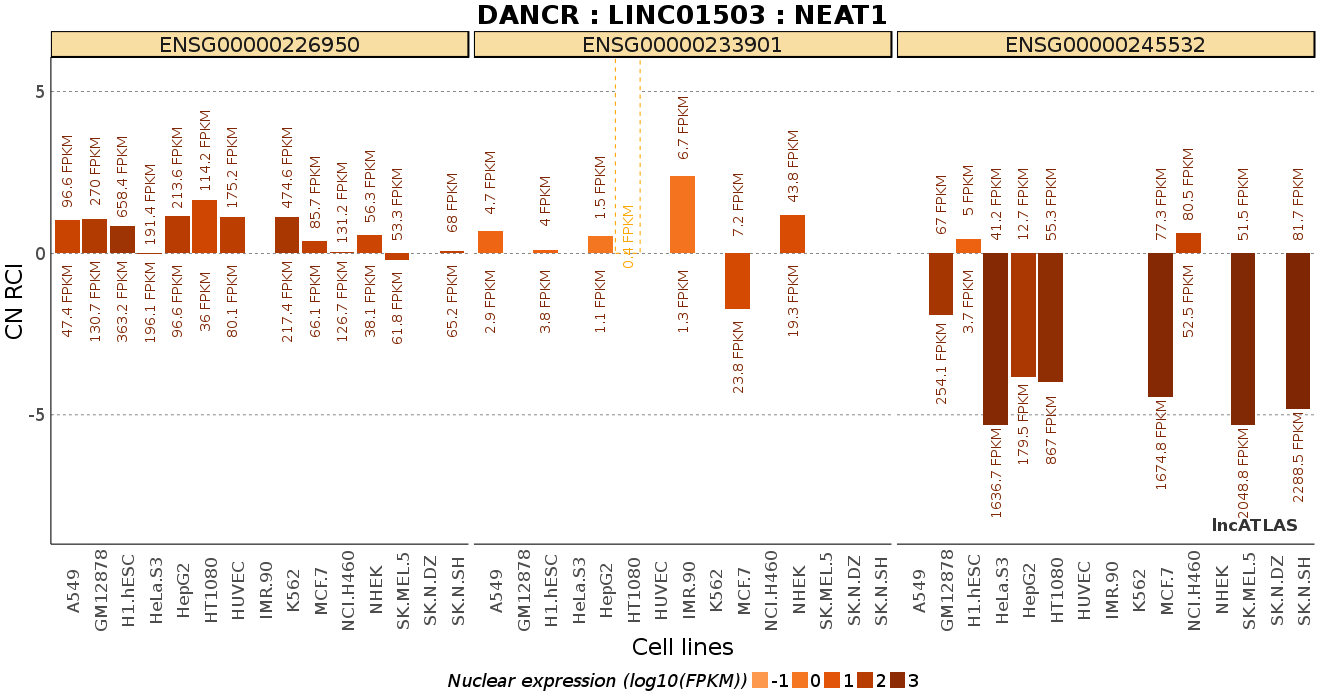 DANCR : LINC01503 : NEAT1
ENSG00000226950 ENSG00000233901 ENSG00000245532
CN RCI
5
0
-5
96.6 FPKM 270 FPKM 658.4 FPKM 191.4 FPKM 213.6 FPKM 114.2 FPKM 175.2 FPKM 474.6 FPKM 85.7 FPKM 131.2 FPKM 56.3 FPKM 53.3 FPKM 68 FPKM
47.4 FPKM 130.7 FPKM 363.2 FPKM 196.1 FPKM 96.6 FPKM 36 FPKM 80.1 FPKM 217.4 FPKM 66.1 FPKM 126.7 FPKM 38.1 FPKM 61.8 FPKM 65.2 FPKM
4.7 FPKM 4 FPKM 1.5 FPKM 0.4 FPKM 6.7 FPKM 7.2 FPKM 43.8 FPKM
2.9 FPKM 3.8 FPKM 1.1 FPKM 1.3 FPKM 23.8 FPKM 19.3 FPKM
67 FPKM 5 FPKM 41.2 FPKM 12.7 FPKM 55.3 FPKM 77.3 FPKM 80.5 FPKM 51.5 FPKM 81.7 FPKM
254.1 FPKM 3.7 FPKM 1636.7 FPKM 179.5 FPKM 867 FPKM 1674.8 FPKM 52.5 FPKM 2048.8 FPKM 2288.5 FPKM
lncATLAS
A549 GM12878 H1.hESC HeLa.S3 HepG2 HT1080 HUVEC IMR.90 K562 MCF.7 NCI.H460 NHEK SK.MEL.5 SK.N.DZ SK.N.SH
A549 GM12878 H1.hESC HeLa.S3 HepG2 HT1080 HUVEC IMR.90 K562 MCF.7 NCI.H460 NHEK SK.MEL.5 SK.N.DZ SK.N.SH
A549 GM12878 H1.hESC HeLa.S3 HepG2 HT1080 HUVEC IMR.90 K562 MCF.7 NCI.H460 NHEK SK.MEL.5 SK.N.DZ SK.N.SH
Cell lines
Nuclear expression (log10(FPKM)) -1 0 1 2 3